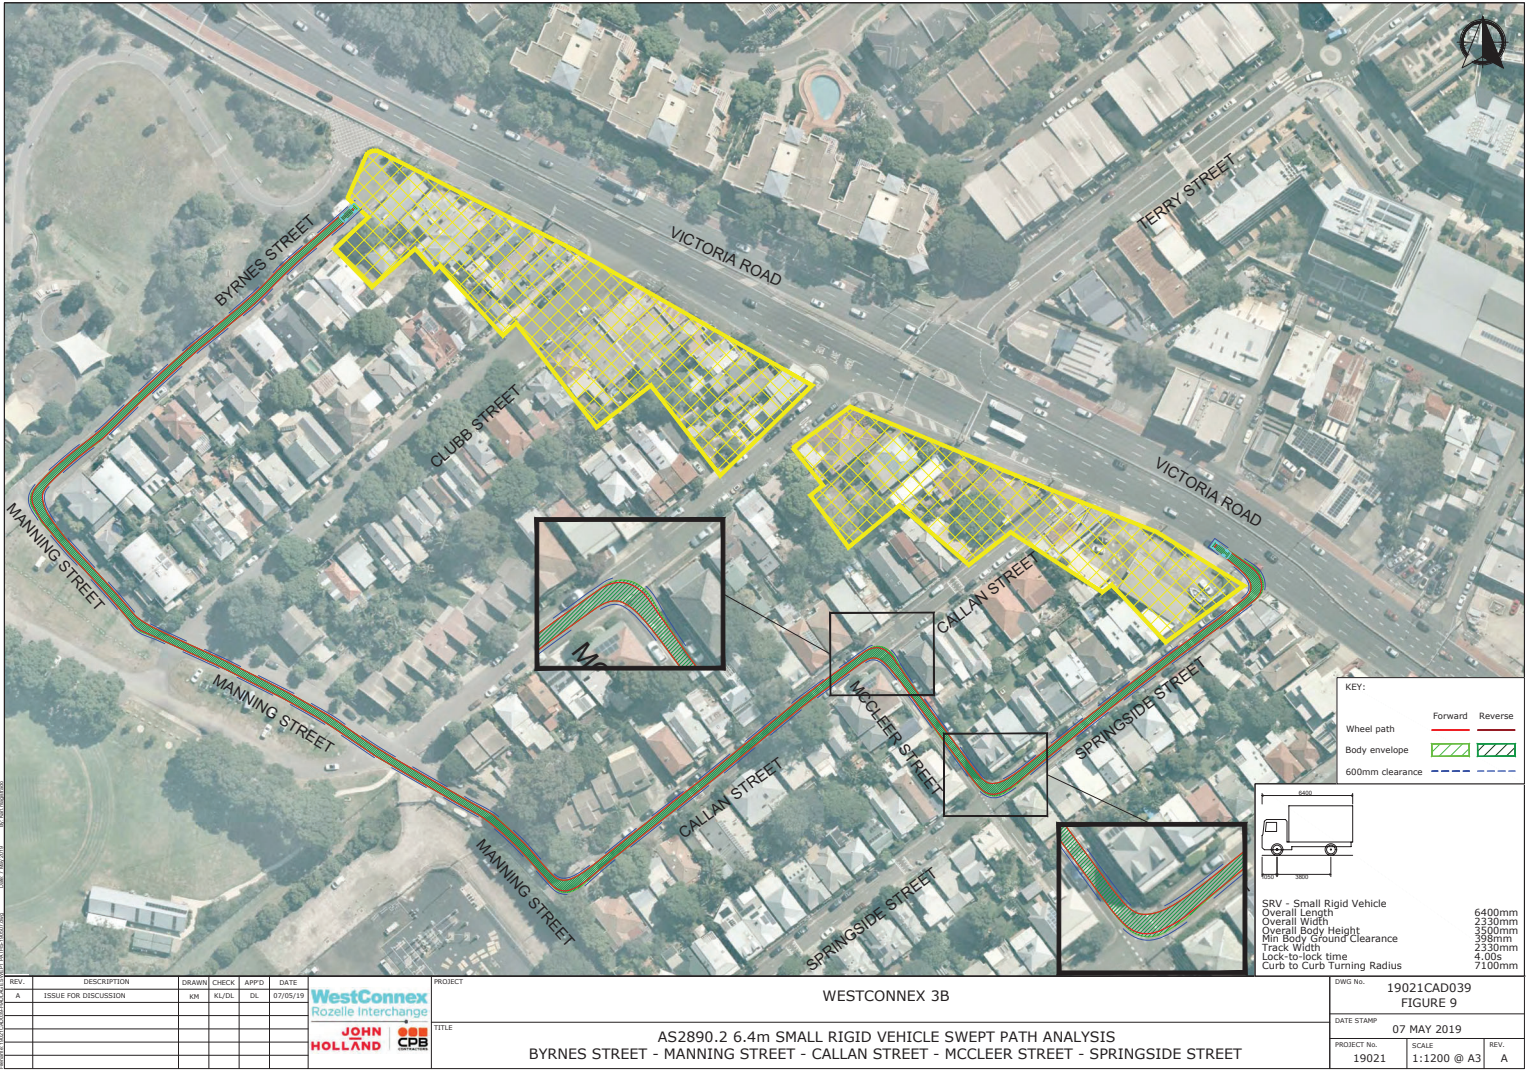 VICTORIA ROAD
TERRY STREET
BYRNES STREET
CLUBB STREET
VICTORIA ROAD
MANNING STREET
CALLAN STREET
MANNING STREET
MCCLEER STREET
SPRINGSIDE STREET
CALLAN STREET
MANNING STREET
SPRINGSIDE STREET
Mc
KEY:
Forward Reverse
Wheel path
Body envelope
600mm clearance
6400
1050 3800
SRV - Small Rigid Vehicle
Overall Length 6400mm
Overall Width 2330mm
Overall Body Height 3500mm
Min Body Ground Clearance 398mm
Track Width 2330mm
Lock-to-lock time 4.00s
Curb to Curb Turning Radius 7100mm
REV. DESCRIPTION DRAWN CHECK APP'D DATE
A ISSUE FOR DISCUSSION KM KL/DL DL 07/05/19
WestConnex
Rozelle Interchange
JOHN
HOLLAND
CPB
CONTRACTORS
PROJECT
WESTCONNEX 3B
TITLE
AS2890.2 6.4m SMALL RIGID VEHICLE SWEPT PATH ANALYSIS
BYRNES STREET - MANNING STREET - CALLAN STREET - MCCLEER STREET - SPRINGSIDE STREET
DWG No.
19021CAD039
FIGURE 9
DATE STAMP
07 MAY 2019
PROJECT No. SCALE REV.
19021 1:1200 @ A3 A